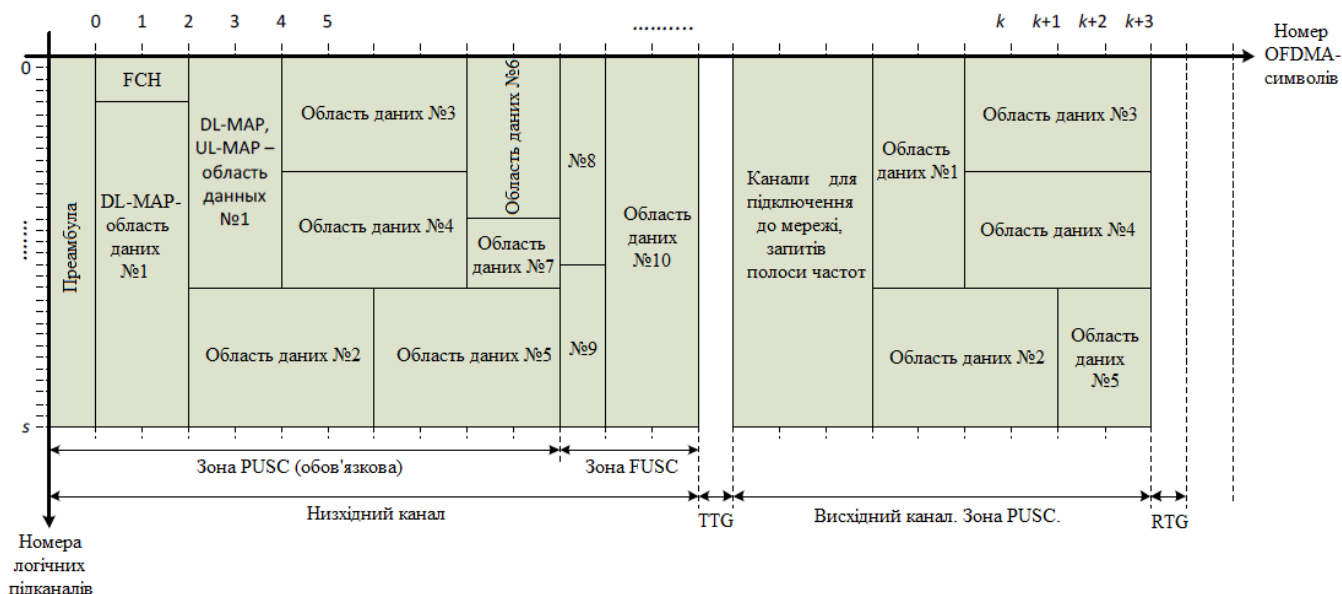 0 1 2 3 4 5 .......... k k+1 k+2 k+3
Номер
OFDMA-
символів
0
.......
s
Преамбула
FCH
DL-MAP-
область
даних
№1
DL-MAP,
UL-MAP –
область
данных
№1
Область даних №3
Область даних №4
Область даних №2
Область даних №5
Область даних №6
Область
даних №7
№8
№9
Область
даних
№10
Канали для
підключення
до мережі,
запитів
полоси частот
Область
даних №1
Область даних №3
Область даних №4
Область даних №2
Область
даних
№5
Зона PUSC (обов'язкова)
Зона FUSC
Низхідний канал
TTG
Висхідний канал. Зона PUSC.
RTG
Номера
логічних
підканалів